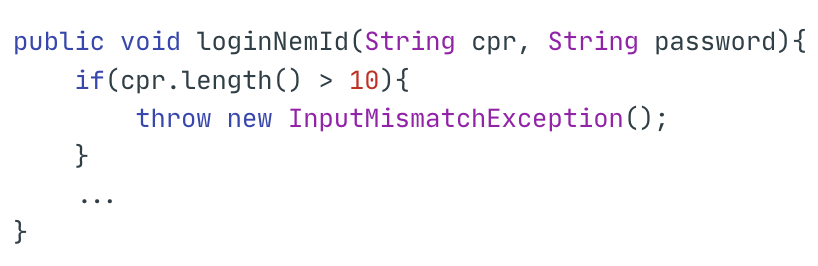 public void loginNemId(String cpr, String password){
    if(cpr.length() > 10){
        throw new InputMismatchException();
    }
    ...
}